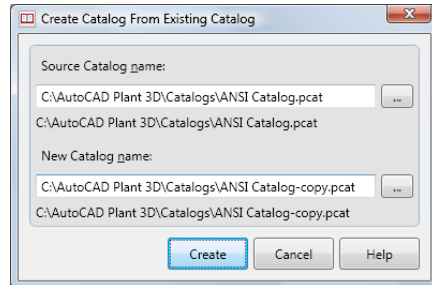 Create Catalog From Existing Catalog
Source Catalog name:
C:\AutoCAD Plant 3D\Catalogs\ANSI Catalog.pcat
...
C:\AutoCAD Plant 3D\Catalogs\ANSI Catalog.pcat
New Catalog name:
C:\AutoCAD Plant 3D\Catalogs\ANSI Catalog-copy.pcat
...
C:\AutoCAD Plant 3D\Catalogs\ANSI Catalog-copy.pcat
Create Cancel Help